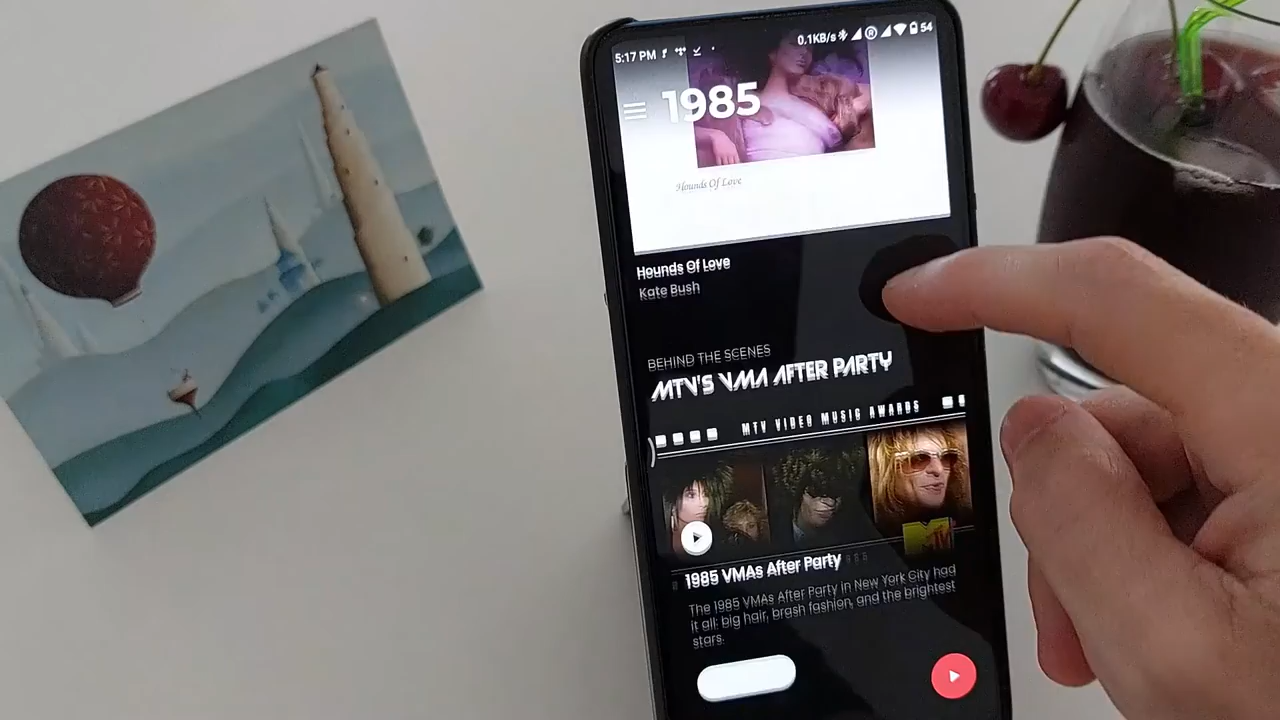 5:17 PM
0.1KB/s
54
1985
Hounds Of Love
Hounds Of Love
Kate Bush
BEHIND THE SCENES
MTV'S VMA AFTER PARTY
MTV VIDEO MUSIC AWARDS
M
1985 VMAs After Party
The 1985 VMAs After Party in New York City had
it all: big hair, brash fashion, and the brightest
stars.